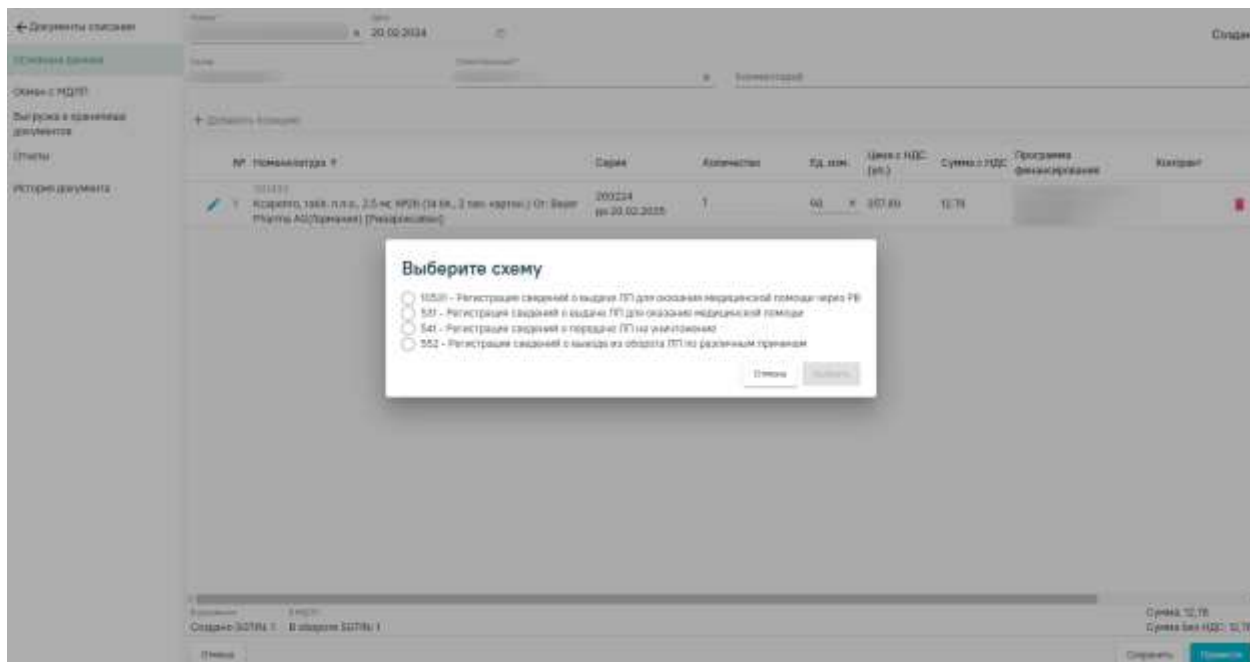 ← Документы списания
Основные данные
Обмен с МДЛП
Выгрузка в хранилище
документов
Отчеты
История документа
Номер*
Дата
20.02.2024
Создан
Комментарий
+ Добавить позицию
№ Номенклатура ↑ Серия Количество Ед. изм. Цена с НДС (уп.) Сумма с НДС Программа финансирования Контракт
1 Ксарелто, табл. п.п.о., 2.5 мг, №28 (14 бл., 2 пач. картон.) От: Bayer
Pharma AG(Германия) [Ривароксабан]
200224
до 20.02.2025
1
12.78
Выберите схему
10531 - Регистрация сведений о выдаче ЛП для оказания медицинской помощи через РВ
531 - Регистрация сведений о выдаче ЛП для оказания медицинской помощи
541 - Регистрация сведений о передаче ЛП на уничтожение
552 - Регистрация сведений о выводе из оборота ЛП по различным причинам
Отмена
Выбрать
Создано SGTIN: 1 В обороте SGTIN: 1
Сумма: 12,78
Сумма без НДС: 12,78
Отмена
Сохранить
Провести